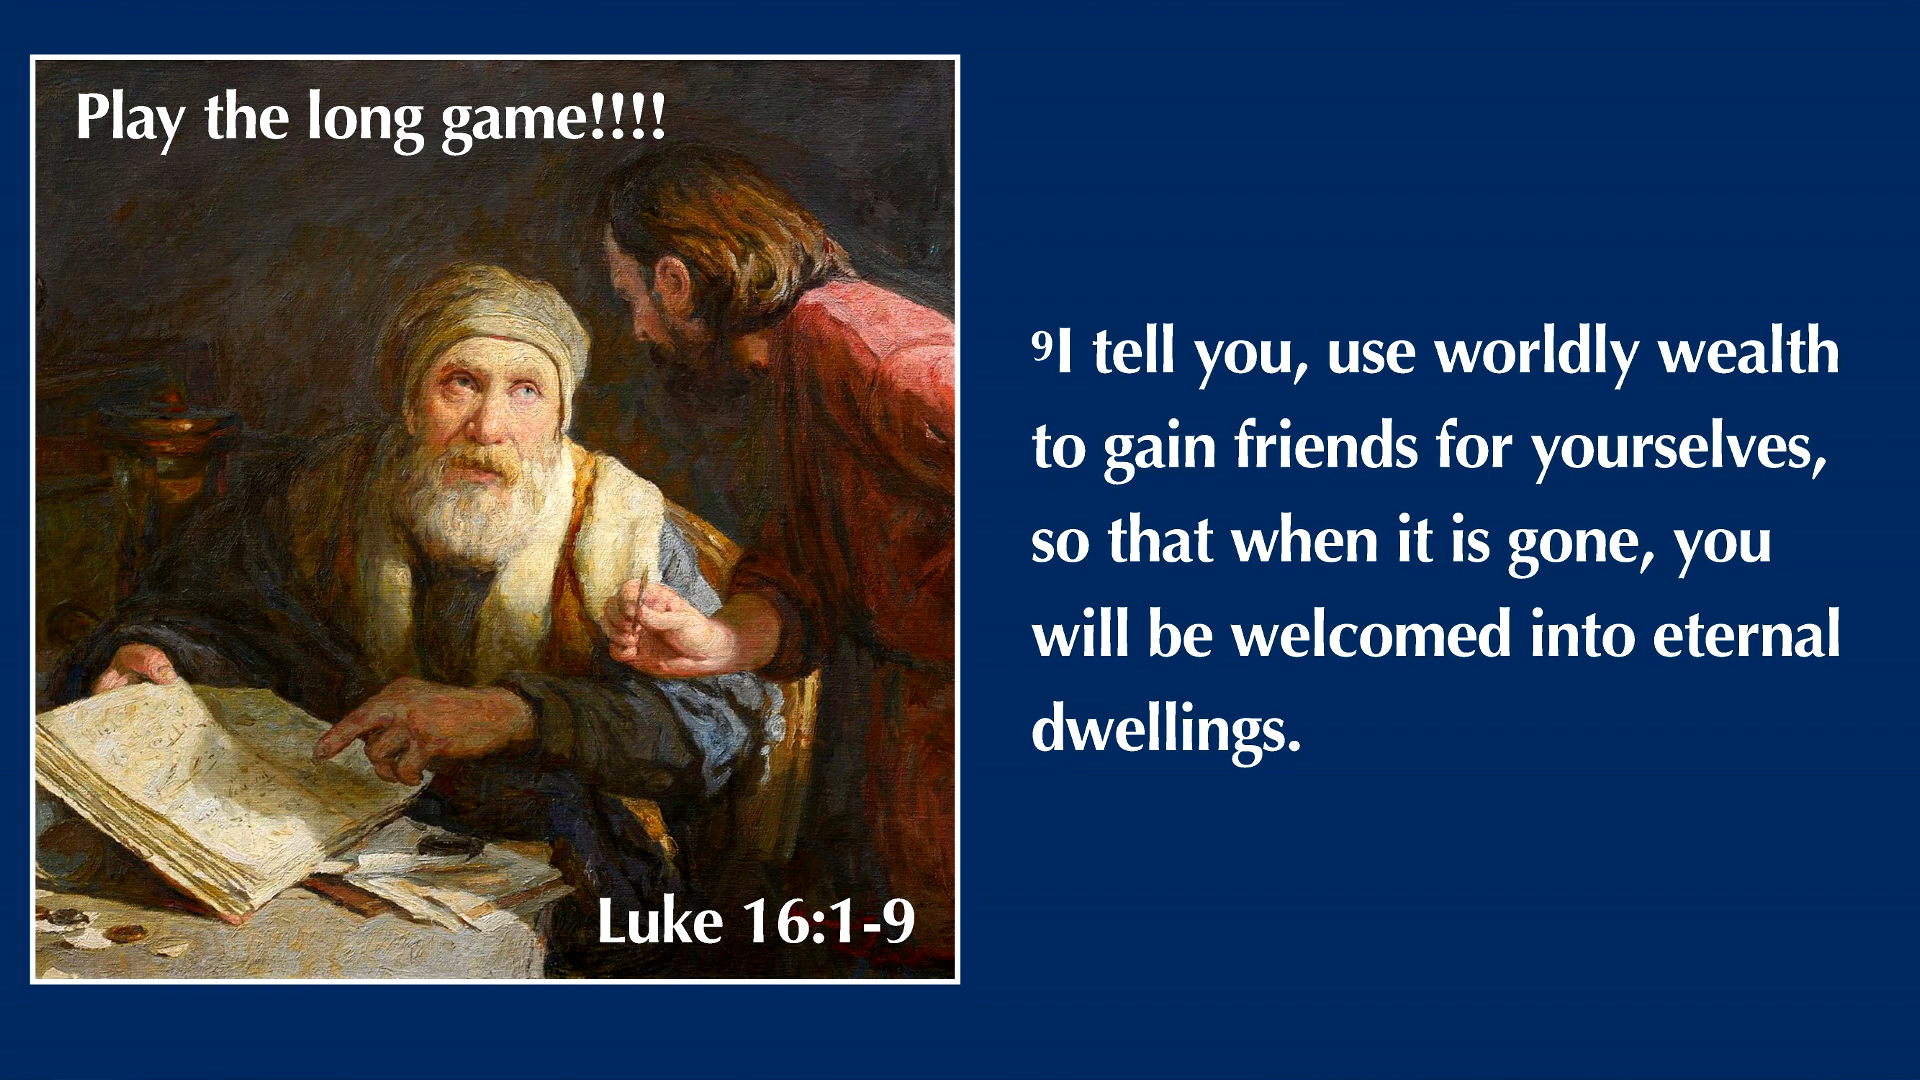 Play the long game!!!!
Luke 16:1-9
⁹I tell you, use worldly wealth
to gain friends for yourselves,
so that when it is gone, you
will be welcomed into eternal
dwellings.